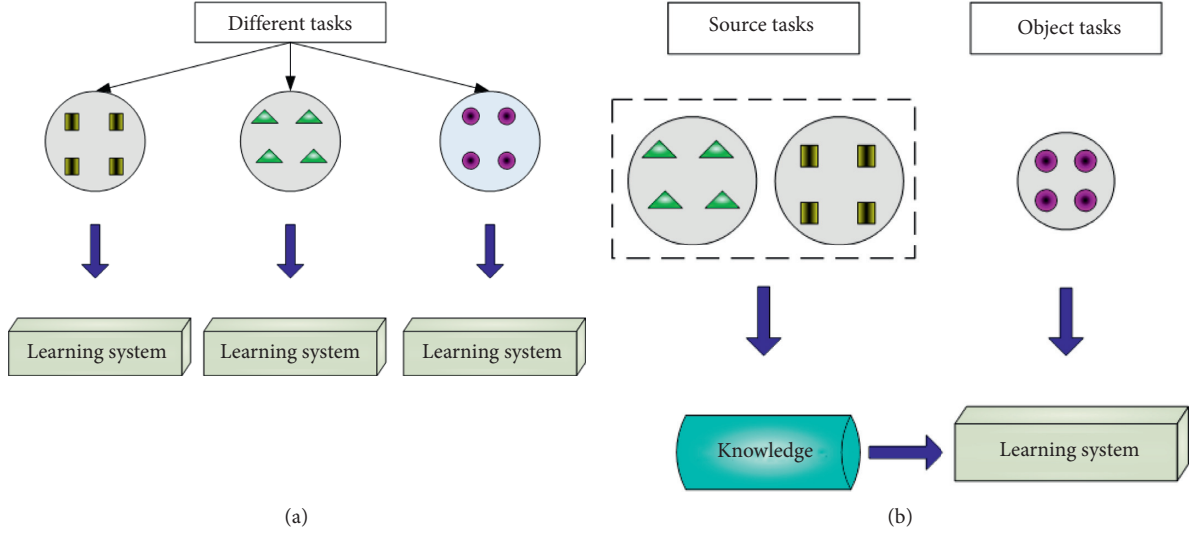 Different tasks
Learning system
Learning system
Learning system
(a)
Source tasks
Object tasks
Knowledge
Learning system
(b)